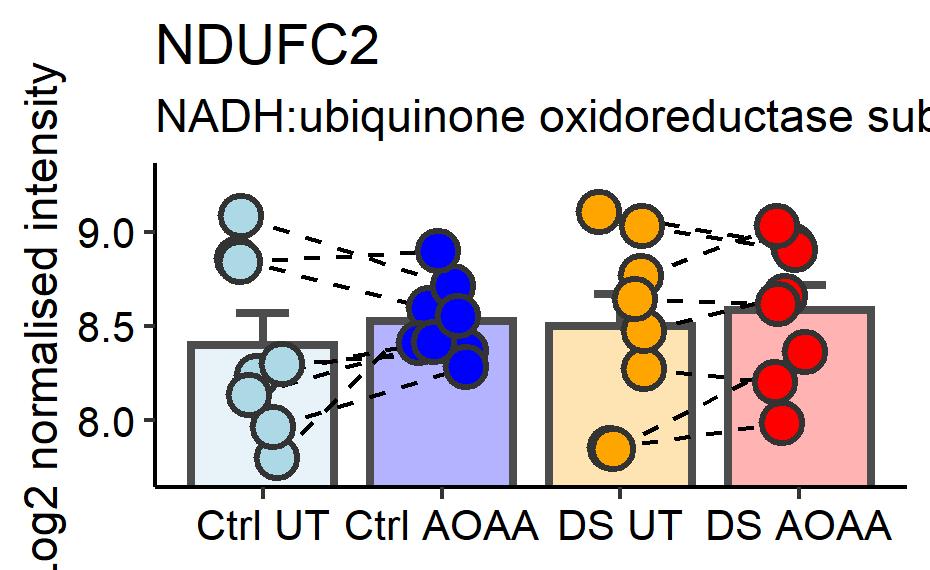 NDUFC2
NADH:ubiquinone oxidoreductase sub
log2 normalised intensity
9.0
8.5
8.0
Ctrl UT Ctrl AOAA DS UT DS AOAA